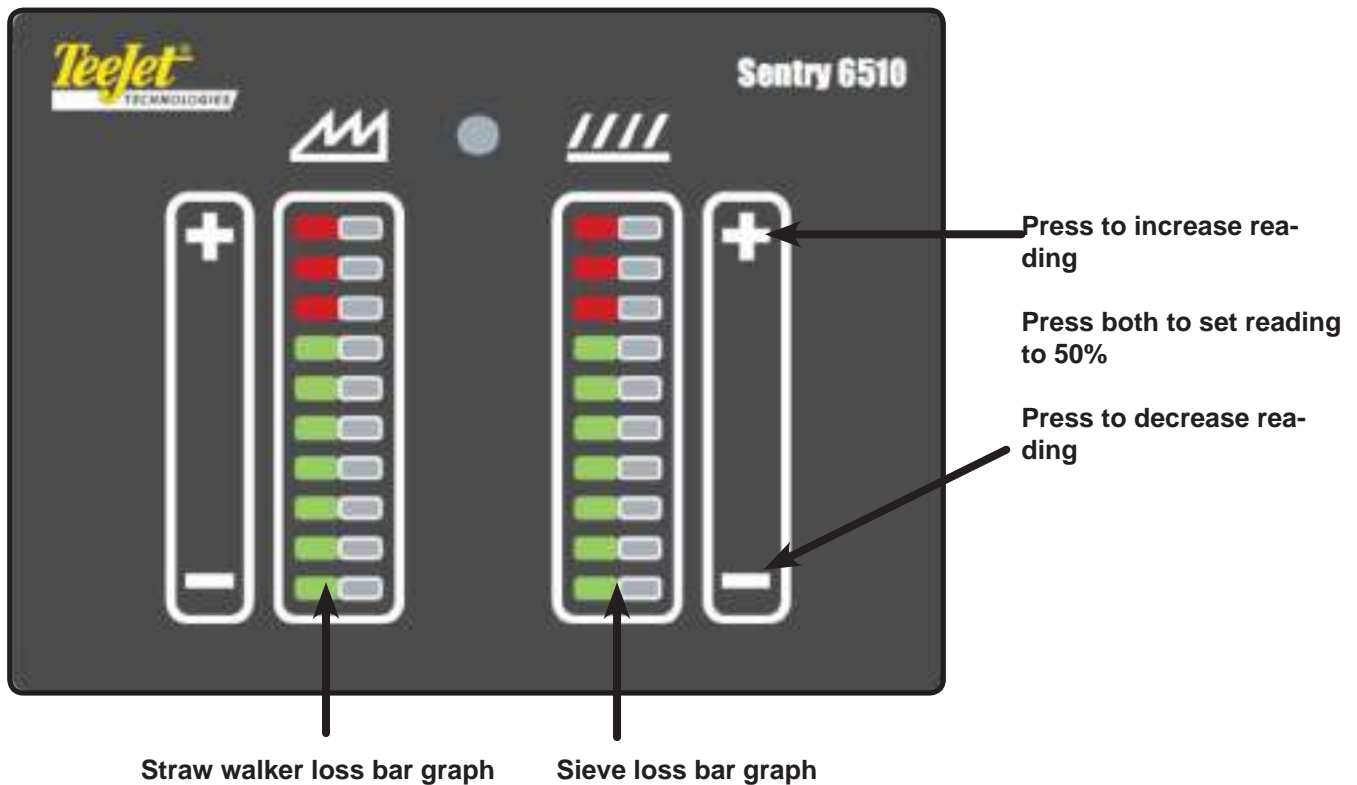 TeeJet®
TECHNOLOGIES
Sentry 6510
Press to increase rea-
ding
Press both to set reading
to 50%
Press to decrease rea-
ding
Straw walker loss bar graph
Sieve loss bar graph